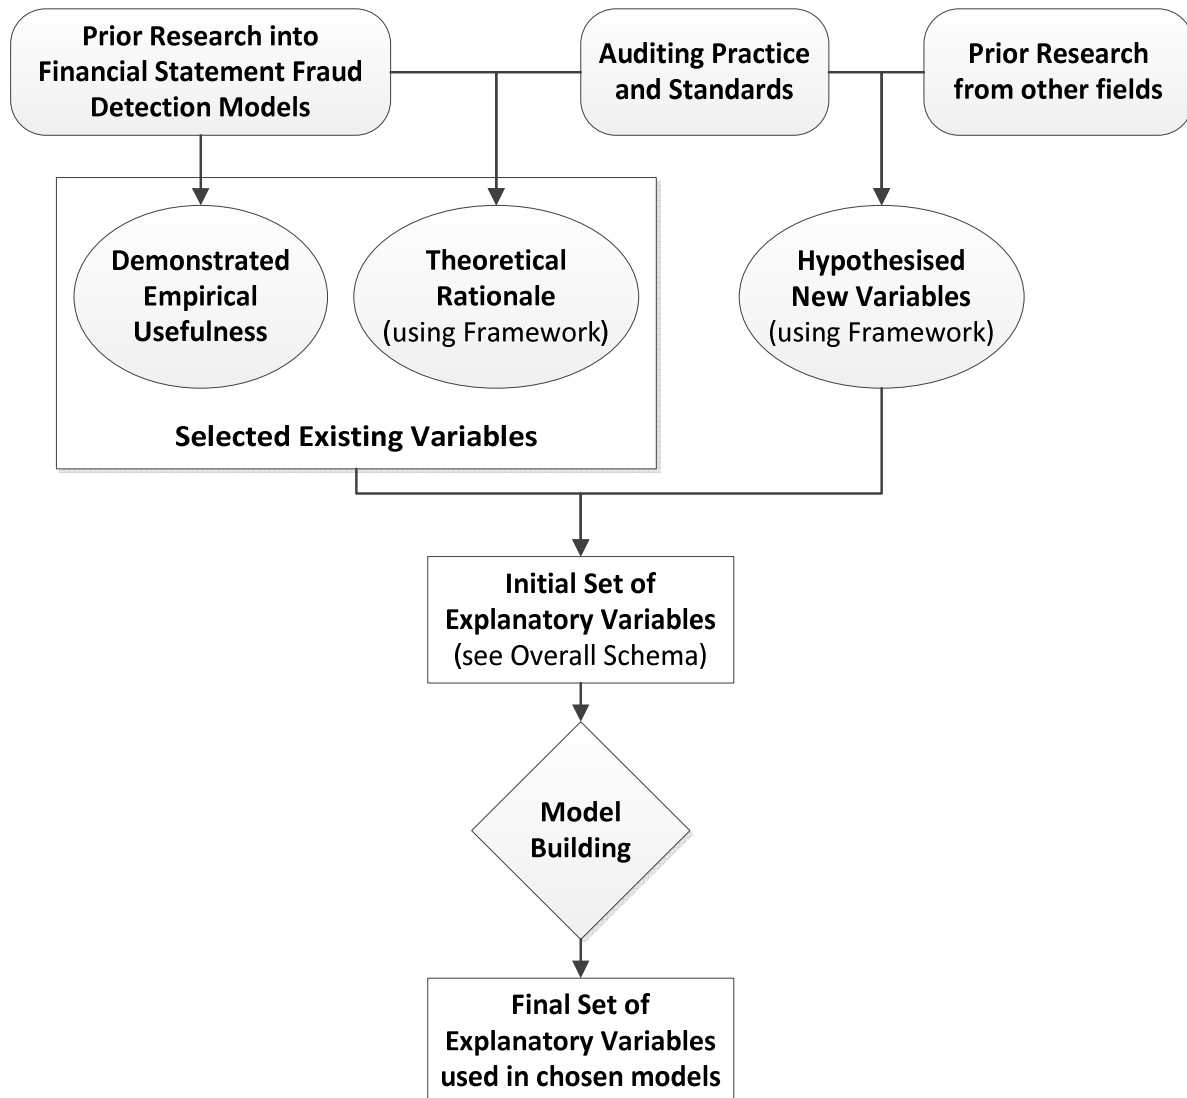 Prior Research into
Financial Statement Fraud
Detection Models
Auditing Practice
and Standards
Prior Research
from other fields
Demonstrated
Empirical
Usefulness
Theoretical
Rationale
(using Framework)
Hypothesised
New Variables
(using Framework)
Selected Existing Variables
Initial Set of
Explanatory Variables
(see Overall Schema)
Model
Building
Final Set of
Explanatory Variables
used in chosen models